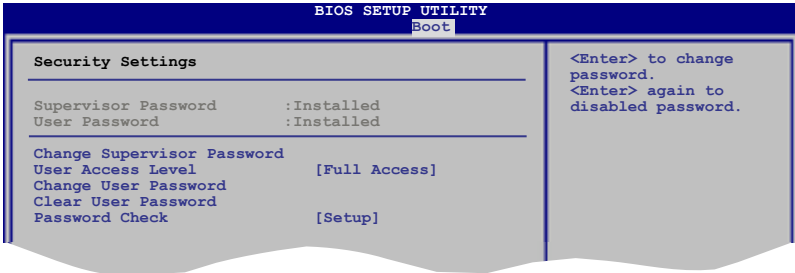 BIOS SETUP UTILITY
Boot
Security Settings
Supervisor Password :Installed
User Password :Installed
Change Supervisor Password
User Access Level [Full Access]
Change User Password
Clear User Password
Password Check [Setup]
<Enter> to change
password.
<Enter> again to
disabled password.